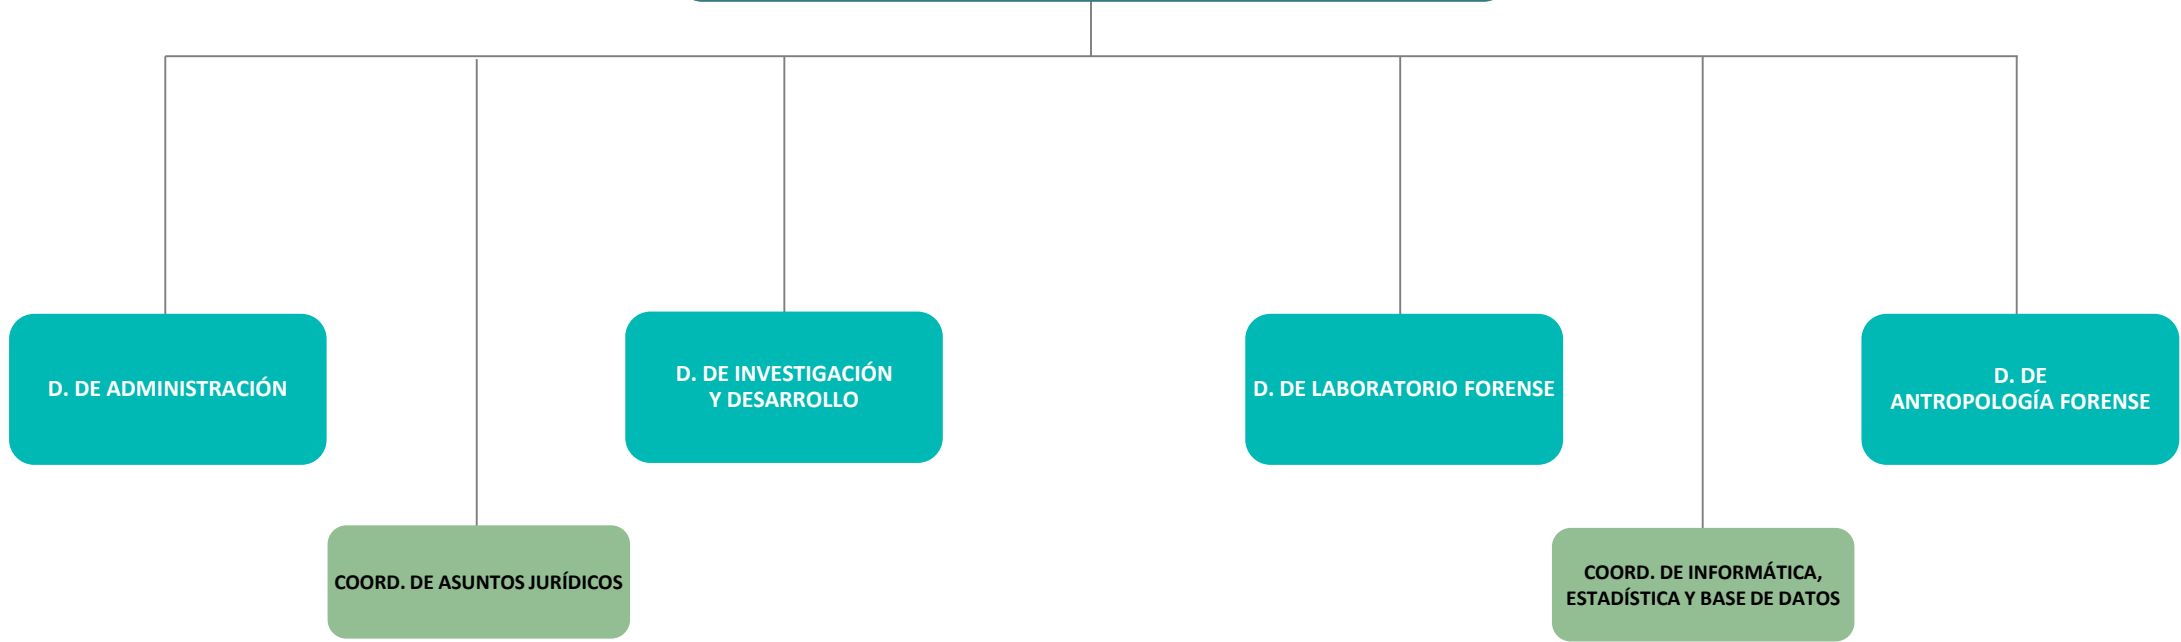 D. DE ADMINISTRACIÓN
D. DE INVESTIGACIÓN
Y DESARROLLO
D. DE LABORATORIO FORENSE
D. DE
ANTROPOLOGÍA FORENSE
COORD. DE ASUNTOS JURÍDICOS
COORD. DE INFORMÁTICA,
ESTADÍSTICA Y BASE DE DATOS